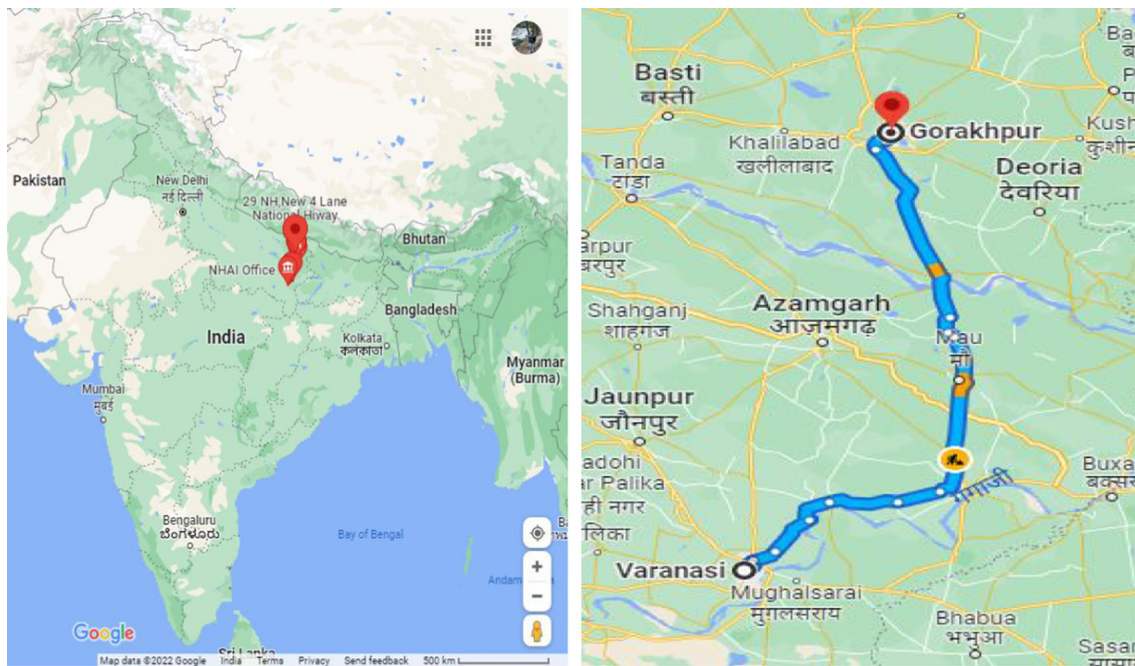 Pakistan
New Delhi
नई दिल्ली
29 NH,New 4 Lane
National Hiway
Bhutan
NHAI Office
Bangladesh
India
Kolkata
কলকাতা
Myanmar
(Burma)
Mumbai
मुंबई
Bengaluru
ಬೆಂಗಳೂರು
Bay of Bengal
Google
Map data ©2022 Google India Terms Privacy Send feedback 500 km
Basti
बस्ती
Gorakhpur
Khalilabad
खलीलाबाद
Tanda
टांडा
Deoria
देवरिया
Azamgarh
आज़मगढ़
Shahganj
शाहगंज
Mau
मौ
Jaunpur
जौनपुर
गंगाजी
Varanasi
Mughalsarai
मुग़लसराय
Bhabua
भभुआ